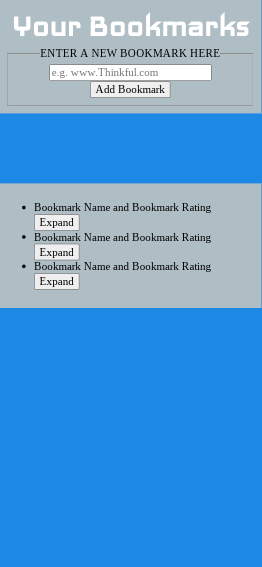 Your Bookmarks
ENTER A NEW BOOKMARK HERE
e.g. www.Thinkful.com
Add Bookmark
Bookmark Name and Bookmark Rating
Expand
Bookmark Name and Bookmark Rating
Expand
Bookmark Name and Bookmark Rating
Expand